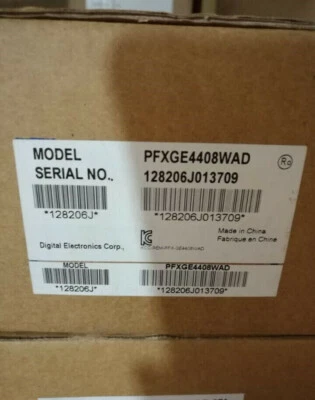 MODEL PFXGE4408WAD
SERIAL NO., 128206J013709
*128206J* *128206J013709*
Made in China
Digital Electronics Corp., Fabrique en Chine
MODEL PFXGE4408WAD
*128206J* *128206J013709*